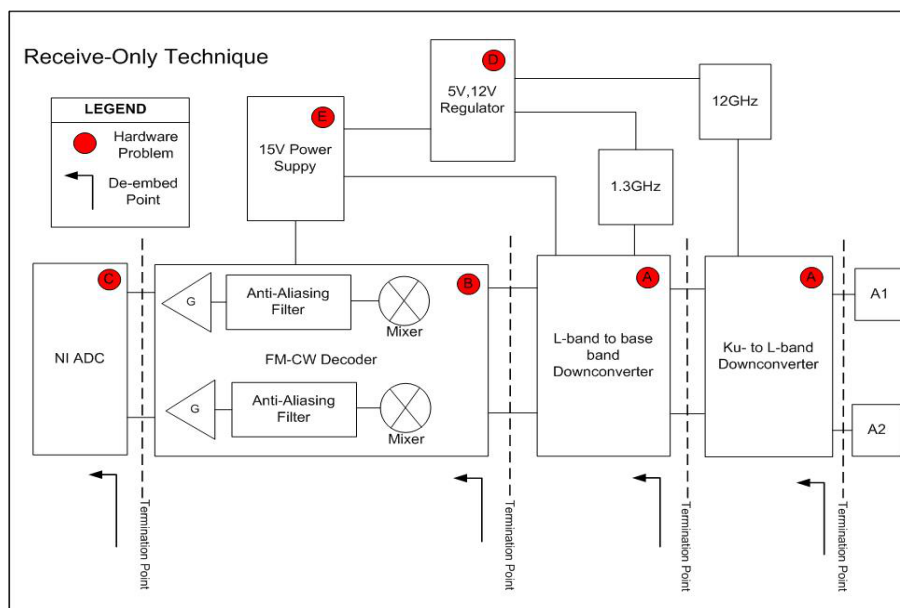 Receive-Only Technique
LEGEND
Hardware
Problem
De-embed
Point
E
15V Power
Suppy
D
5V,12V
Regulator
12GHz
1.3GHz
C
NI ADC
G
Anti-Aliasing
Filter
Mixer
B
FM-CW Decoder
G
Anti-Aliasing
Filter
Mixer
A
L-band to base
band
Downconverter
A
Ku- to L-band
Downconverter
A1
A2
Termination Point
Termination Point
Termination Point
Termination Point